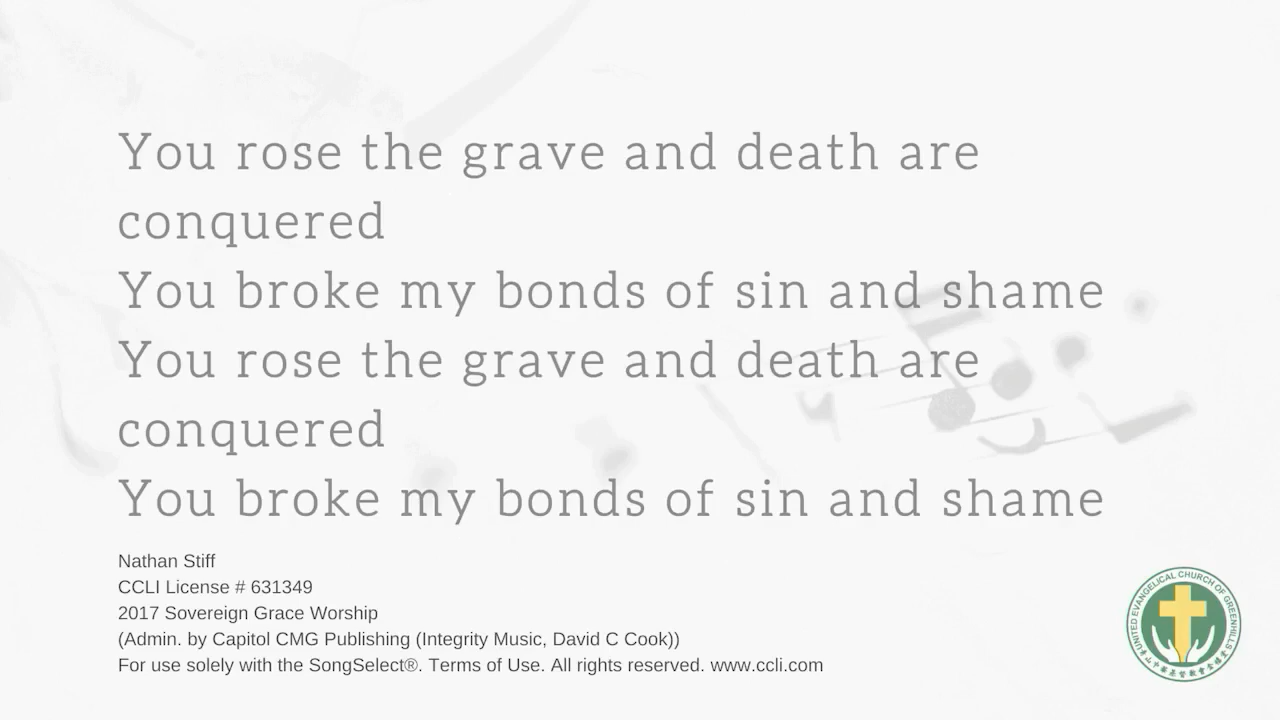 You rose the grave and death are
conquered
You broke my bonds of sin and shame
You rose the grave and death are
conquered
You broke my bonds of sin and shame
Nathan Stiff
CCLI License # 631349
2017 Sovereign Grace Worship
(Admin. by Capitol CMG Publishing (Integrity Music, David C Cook))
For use solely with the SongSelect®. Terms of Use. All rights reserved. www.ccli.com
UNITED EVANGELICAL CHURCH OF GREENHILLS